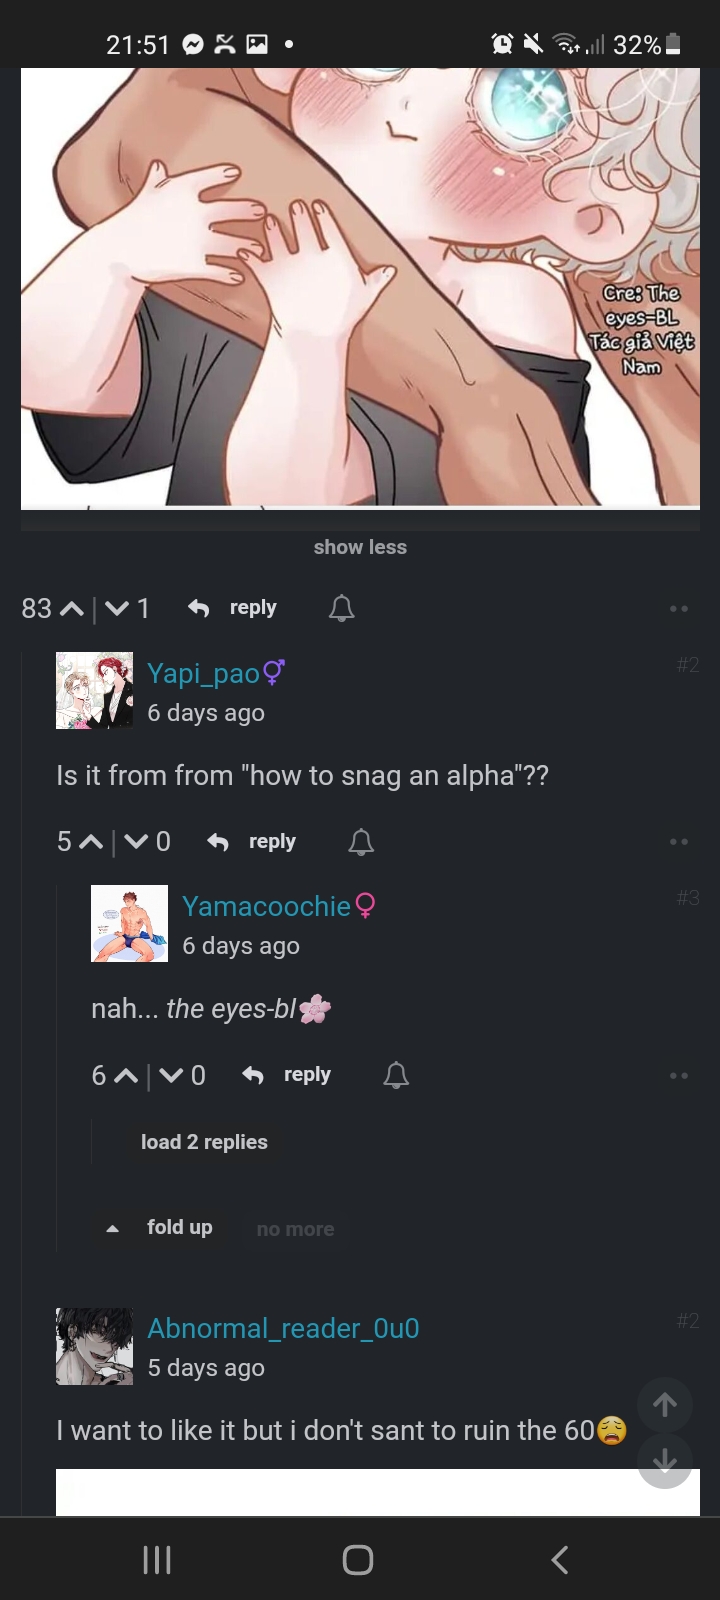 21:51
32%
Cre: The
eyes-BL
Tác giả Việt
Nam
show less
83 | 1 reply
Yapi_pao
#2
6 days ago
Is it from from "how to snag an alpha"??
5 | 0 reply
Yamacoochie
#3
6 days ago
nah... the eyes-bl🌸
6 | 0 reply
load 2 replies
fold up no more
Abnormal_reader_0u0
#2
5 days ago
I want to like it but i don't sant to ruin the 60😩